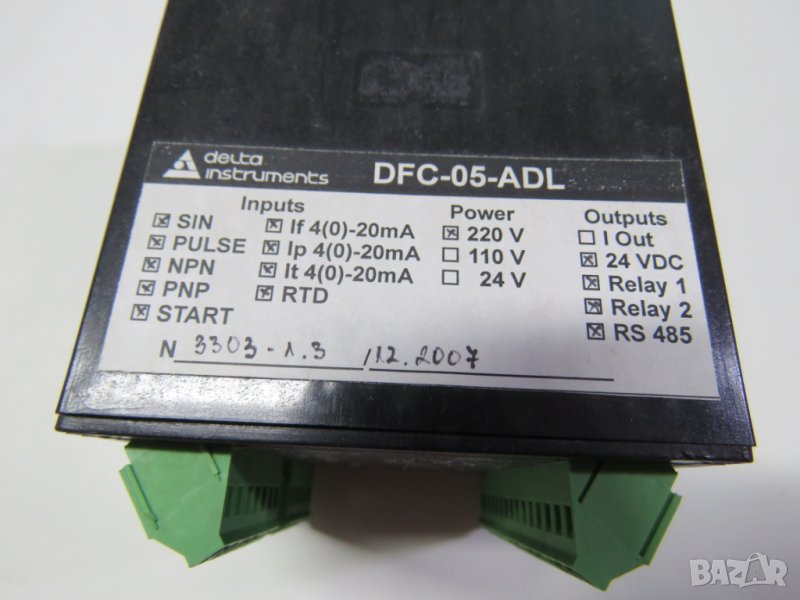 delta
instruments
DFC-05-ADL
Inputs
SIN
PULSE
NPN
PNP
START
If 4(0)-20mA
Ip 4(0)-20mA
It 4(0)-20mA
RTD
Power
220 V
110 V
24 V
Outputs
I Out
24 VDC
Relay 1
Relay 2
RS 485
N 3303-1.3 , 12.2007
BAZAR